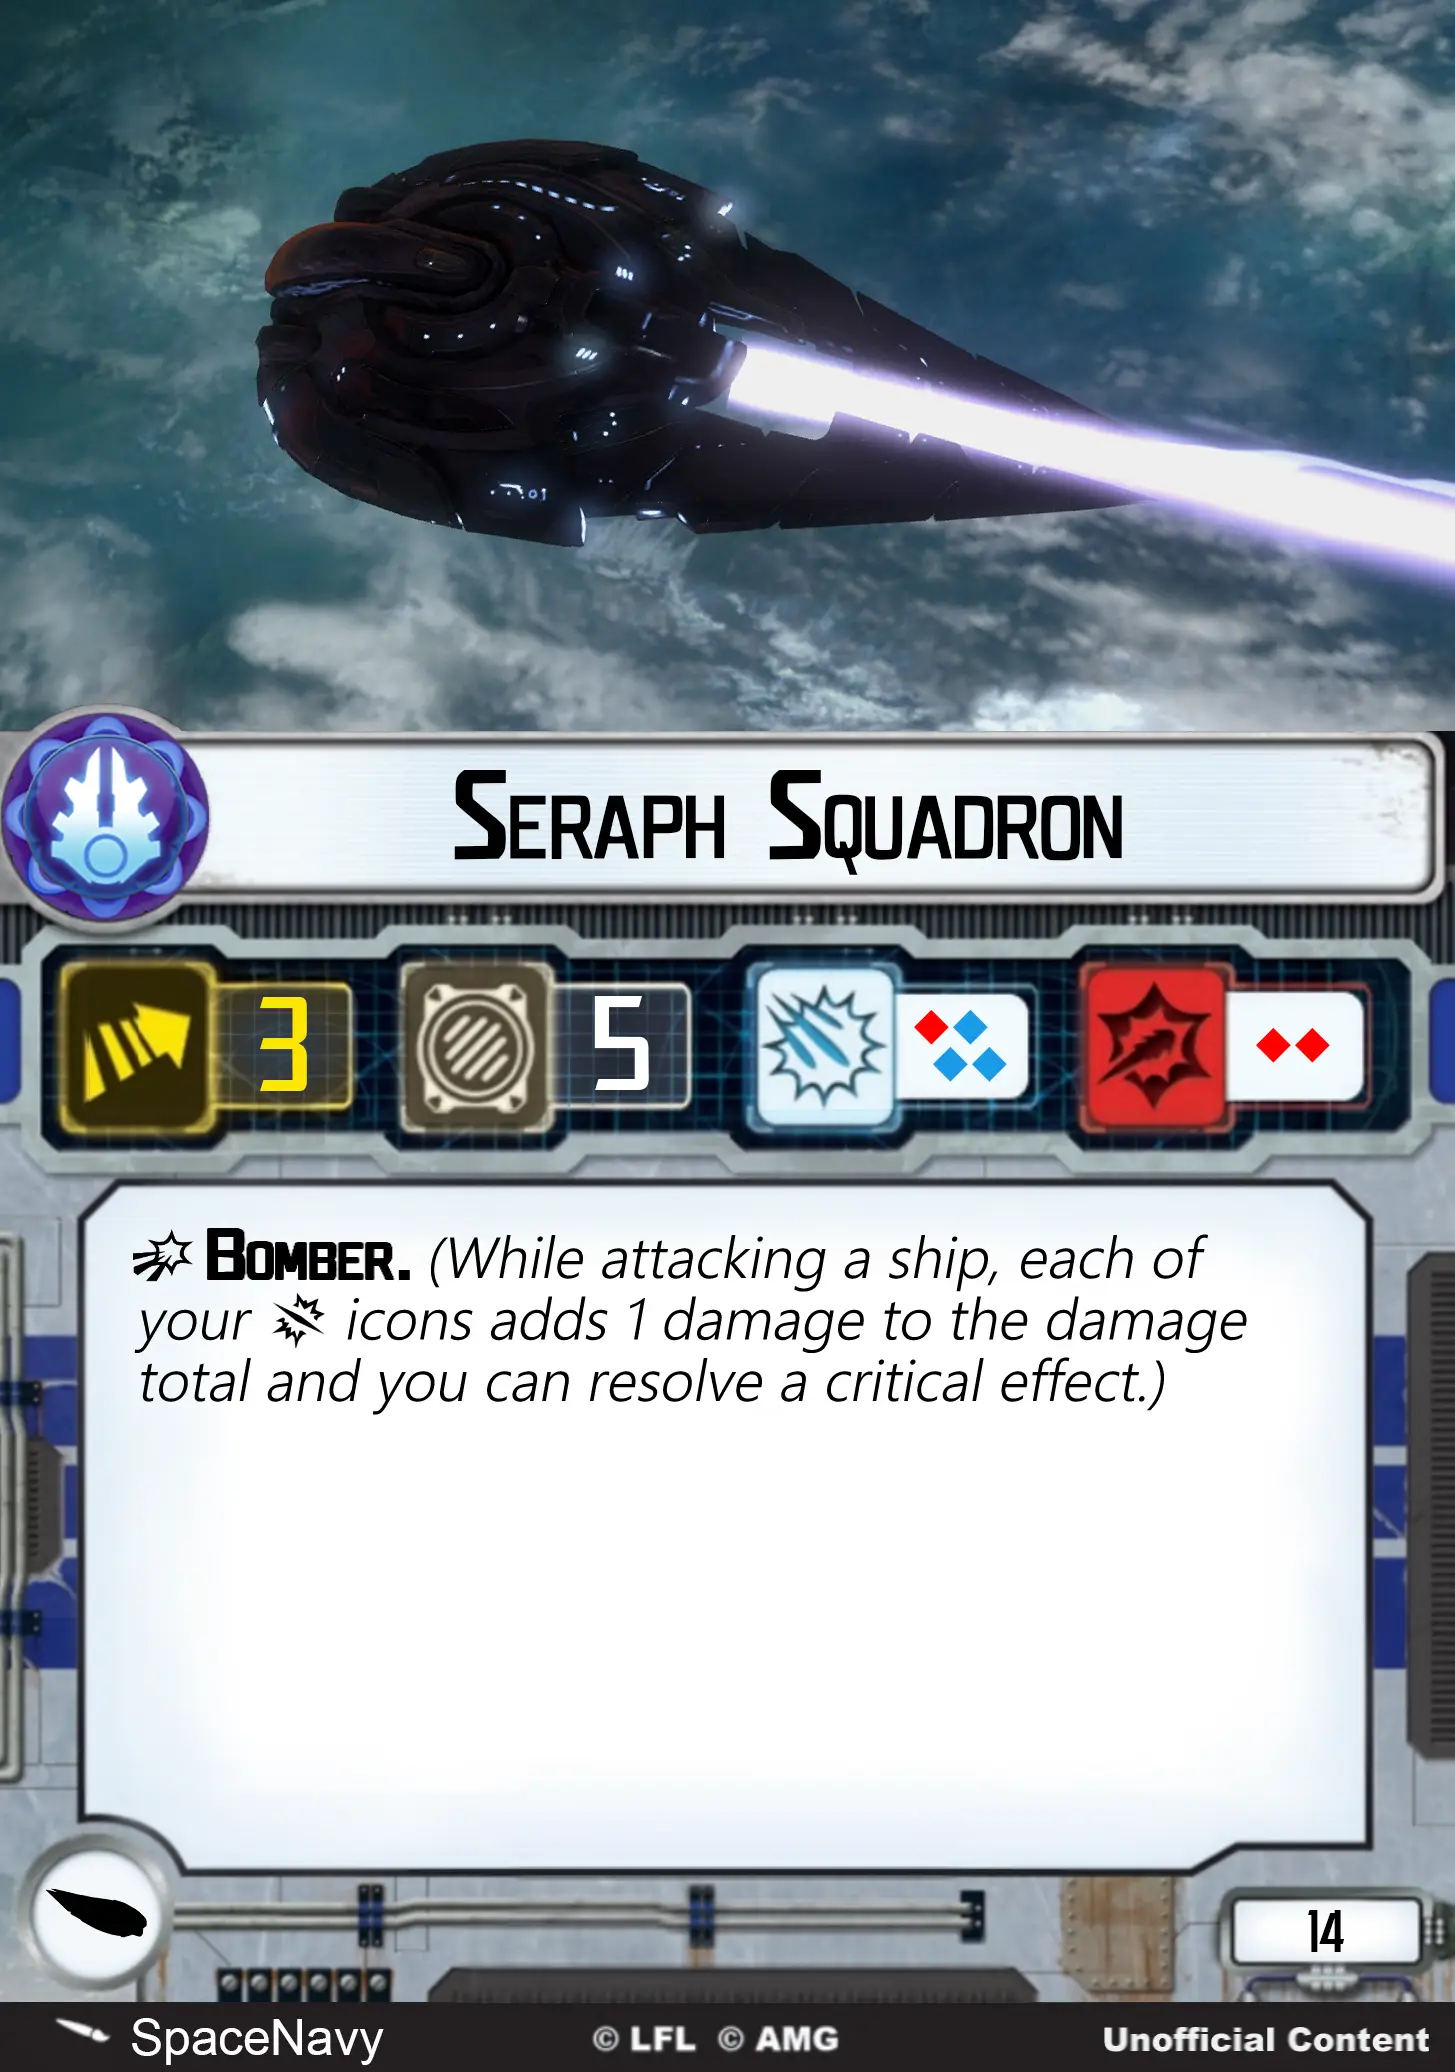 Seraph Squadron
3 5
Bomber. (While attacking a ship, each of
your icons adds 1 damage to the damage
total and you can resolve a critical effect.)
14
SpaceNavy © LFL © AMG Unofficial Content